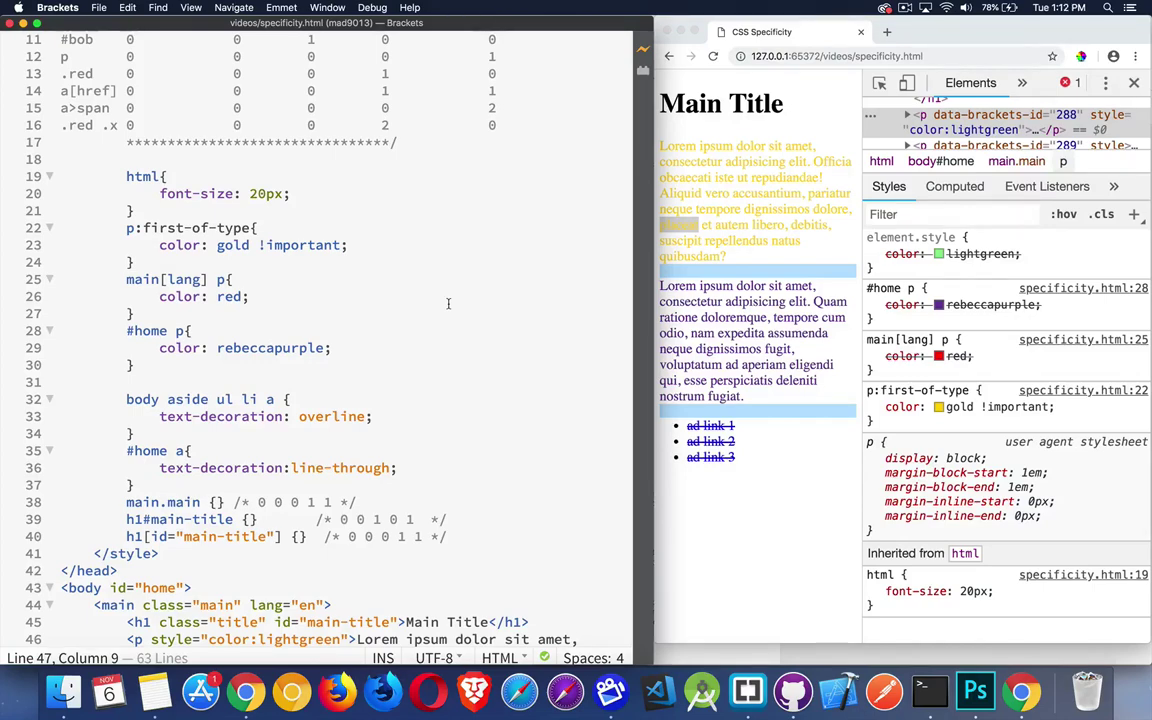 Brackets File Edit Find View Navigate Emmet Window Debug Help 78% Tue 1:12 PM
videos/specificity.html (mad9013) — Brackets
11 #bob 0 0 1 0 0
12 p 0 0 0 0 1
13 .red 0 0 0 1 0
14 a[href] 0 0 0 1 1
15 a>span 0 0 0 0 2
16 .red .x 0 0 0 2 0
17 ********************************/
18
19 html{
20 font-size: 20px;
21 }
22 p:first-of-type{
23 color: gold !important;
24 }
25 main[lang] p{
26 color: red;
27 }
28 #home p{
29 color: rebeccapurple;
30 }
31
32 body aside ul li a {
33 text-decoration: overline;
34 }
35 #home a{
36 text-decoration:line-through;
37 }
38 main.main {} /* 0 0 0 1 1 */
39 h1#main-title {} /* 0 0 1 0 1 */
40 h1[id="main-title"] {} /* 0 0 0 1 1 */
41 </style>
42 </head>
43 <body id="home">
44 <main class="main" lang="en">
45 <h1 class="title" id="main-title">Main Title</h1>
46 <p style="color:lightgreen">Lorem ipsum dolor sit amet,
Line 47, Column 9 — 63 Lines INS UTF-8 HTML Spaces: 4
CSS Specificity
127.0.0.1:65372/videos/specificity.html
Main Title
Lorem ipsum dolor sit amet,
consectetur adipisicing elit. Officia
obcaecati iste ut repudiandae!
Aliquid vero accusantium, pariatur
neque tempore dignissimos dolore,
et autem libero, debitis,
suscipit repellendus natus
quibusdam?
Lorem ipsum dolor sit amet,
consectetur adipisicing elit. Quam
ratione doloremque, tempore cum
odio, nam expedita assumenda
neque dignissimos fugit,
voluptatum ad aperiam eligendi
qui, esse perspiciatis deleniti
nostrum fugiat.
ad link 1
ad link 2
ad link 3
Elements 1
</h1>
<p data-brackets-id="288" style=
"color:lightgreen">…</p> == $0
<p data-brackets-id="289">…
html body#home main.main p
Styles Computed Event Listeners
Filter :hov .cls
element.style {
color: lightgreen;
}
#home p { specificity.html:28
color: rebeccapurple;
}
main[lang] p { specificity.html:25
color: red;
}
p:first-of-type { specificity.html:22
color: gold !important;
}
p { user agent stylesheet
display: block;
margin-block-start: 1em;
margin-block-end: 1em;
margin-inline-start: 0px;
margin-inline-end: 0px;
}
Inherited from html
html { specificity.html:19
font-size: 20px;
}
NOV
6
1
Ps